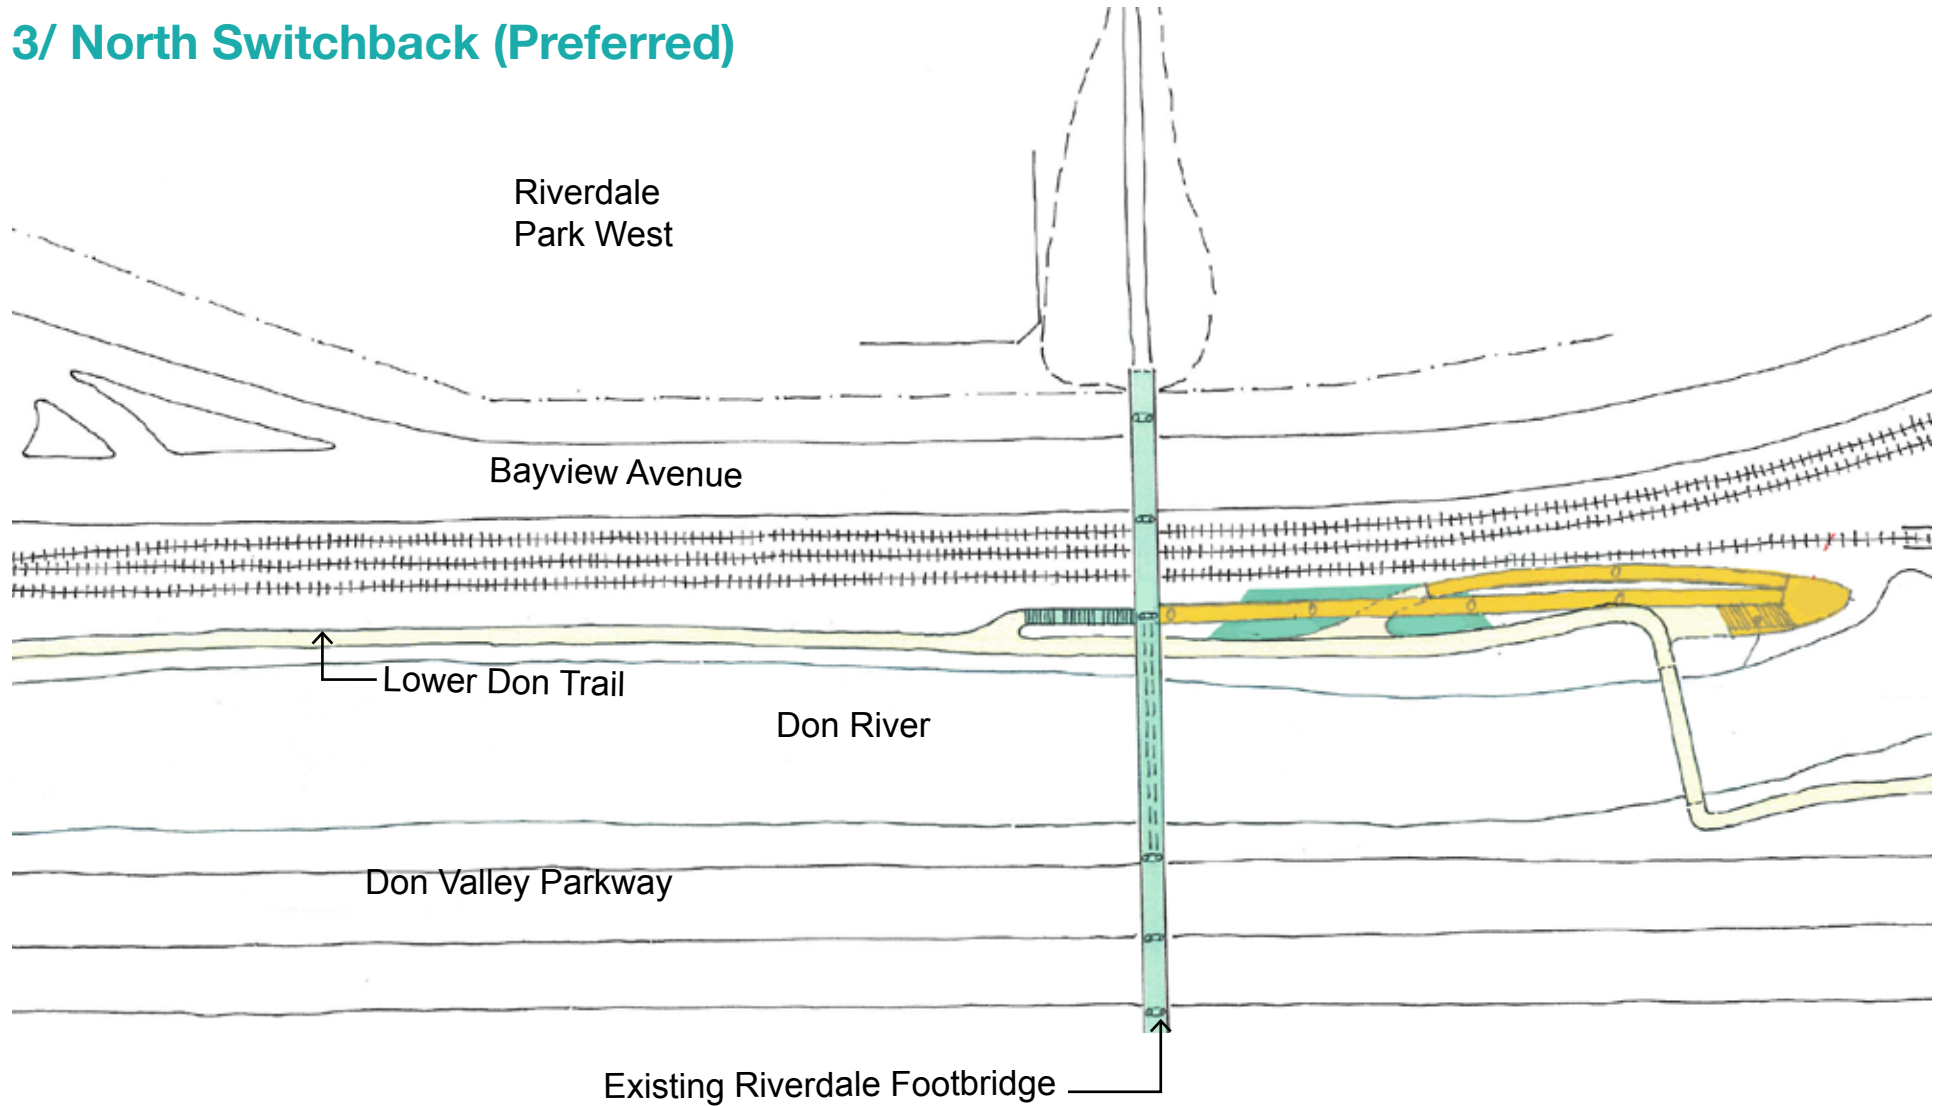 3/ North Switchback (Preferred)
Riverdale
Park West
Bayview Avenue
Lower Don Trail
Don River
Don Valley Parkway
Existing Riverdale Footbridge